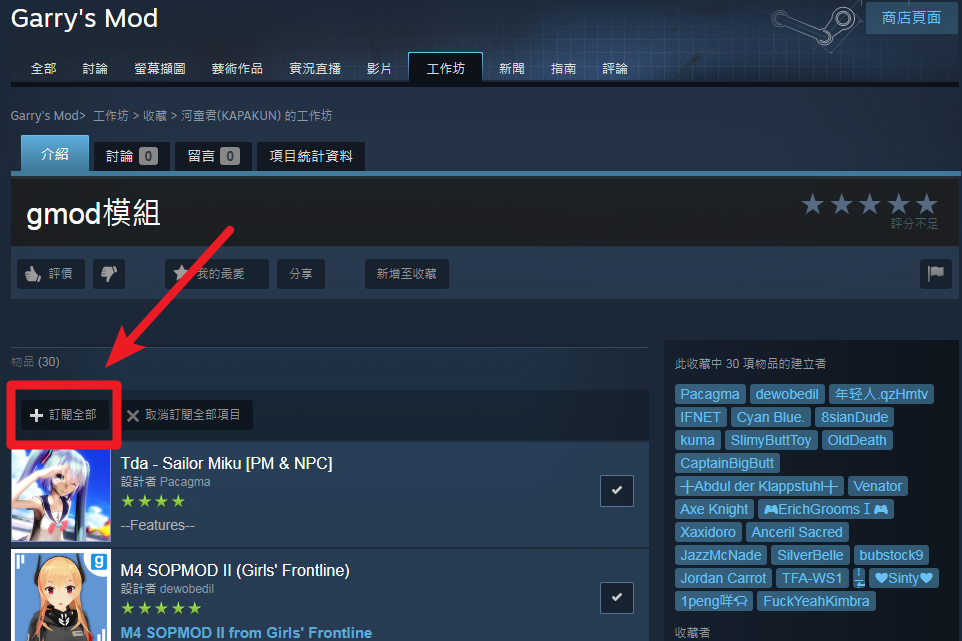 Garry's Mod
商店頁面
全部 討論 螢幕擷圖 藝術作品 實況直播 影片 工作坊 新聞 指南 評論
Garry's Mod> 工作坊 > 收藏 > 河童君(KAPAKUN) 的工作坊
介紹 討論 0 留言 0 項目統計資料
gmod模組
評分不足
評價 我的最愛 分享 新增至收藏
物品 (30)
訂閱全部 取消訂閱全部項目
Tda - Sailor Miku [PM & NPC]
設計者 Pacagma
--Features--
M4 SOPMOD II (Girls' Frontline)
設計者 dewobedil
M4 SOPMOD II from Girls' Frontline
此收藏中 30 項物品的建立者
Pacagma dewobedil 年轻人.qzHmtv
IFNET Cyan Blue. 8sianDude
kuma SlimyButtToy OldDeath
CaptainBigButt
╋Abdul der Klappstuhl╋ Venator
Axe Knight 🎮ErichGrooms I 🎮
Xaxidoro Anceril Sacred
JazzMcNade SilverBelle bubstock9
Jordan Carrot TFA-WS1 ♥Sinty♥
1peng咩 FuckYeahKimbra
收藏者